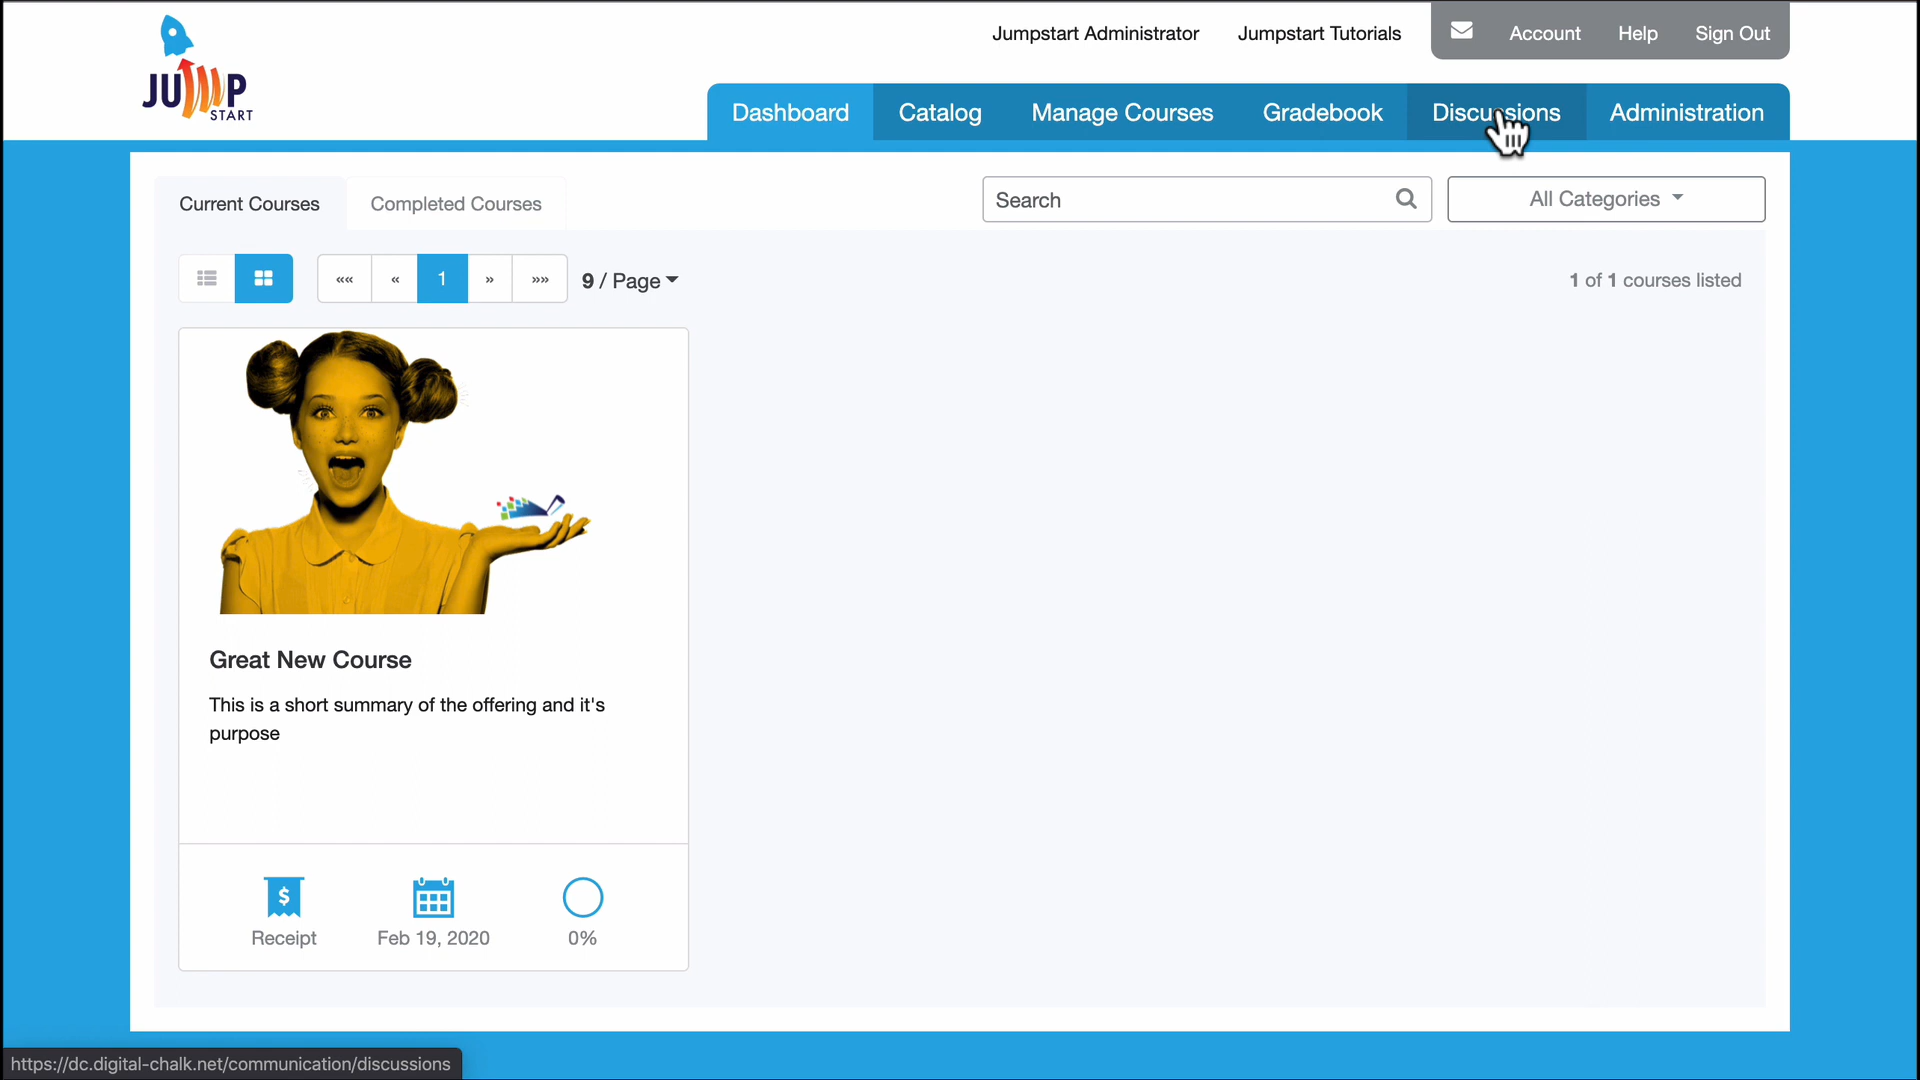 JUMP
START
Jumpstart Administrator
Jumpstart Tutorials
Account
Help
Sign Out
Dashboard
Catalog
Manage Courses
Gradebook
Discussions
Administration
Current Courses
Completed Courses
Search
All Categories
««
«
1
»
»»
9 / Page
1 of 1 courses listed
Great New Course
This is a short summary of the offering and it's
purpose
$
Receipt
Feb 19, 2020
0%
https://dc.digital-chalk.net/communication/discussions